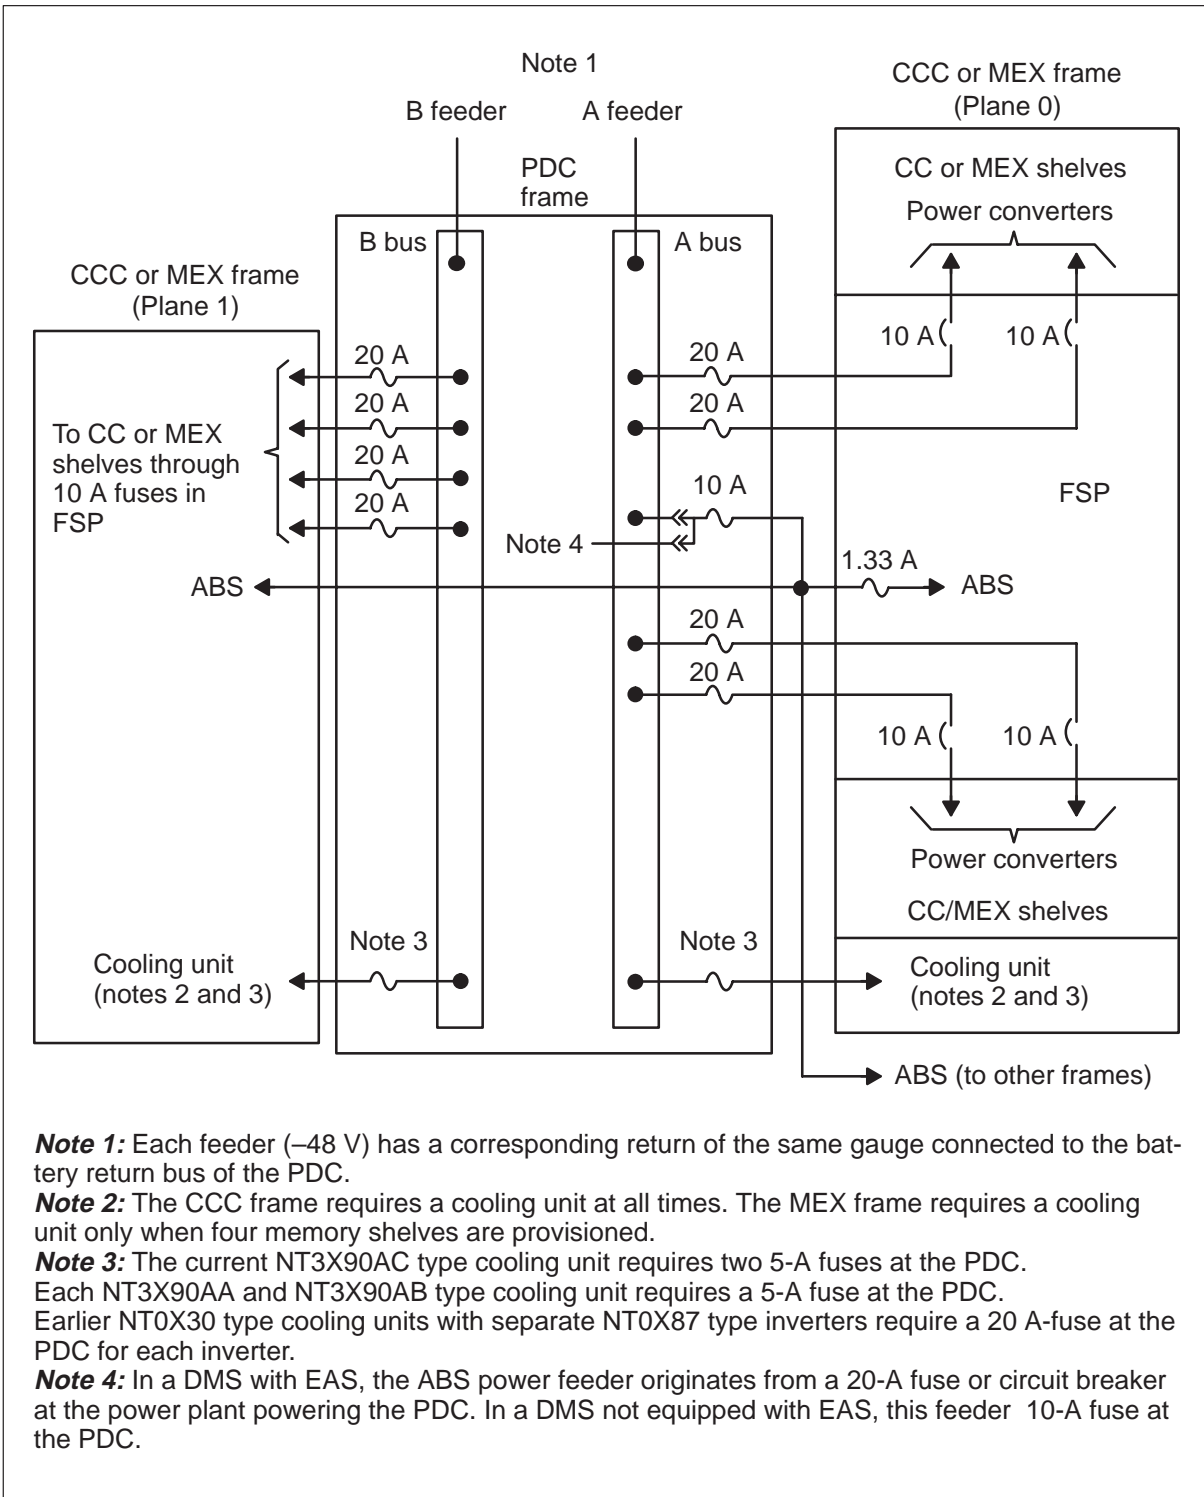 Note 1
B feeder
A feeder
CCC or MEX frame
(Plane 0)
PDC
frame
CC or MEX shelves
Power converters
B bus
A bus
CCC or MEX frame
(Plane 1)
10 A
10 A
20 A
20 A
20 A
20 A
20 A
20 A
To CC or MEX
shelves through
10 A fuses in
FSP
10 A
FSP
Note 4
1.33 A
ABS
ABS
20 A
20 A
10 A
10 A
Power converters
CC/MEX shelves
Note 3
Note 3
Cooling unit
(notes 2 and 3)
Cooling unit
(notes 2 and 3)
ABS (to other frames)
Note 1: Each feeder (–48 V) has a corresponding return of the same gauge connected to the bat-
tery return bus of the PDC.
Note 2: The CCC frame requires a cooling unit at all times. The MEX frame requires a cooling
unit only when four memory shelves are provisioned.
Note 3: The current NT3X90AC type cooling unit requires two 5-A fuses at the PDC.
Each NT3X90AA and NT3X90AB type cooling unit requires a 5-A fuse at the PDC.
Earlier NT0X30 type cooling units with separate NT0X87 type inverters require a 20 A-fuse at the
PDC for each inverter.
Note 4: In a DMS with EAS, the ABS power feeder originates from a 20-A fuse or circuit breaker
at the power plant powering the PDC. In a DMS not equipped with EAS, this feeder 10-A fuse at
the PDC.